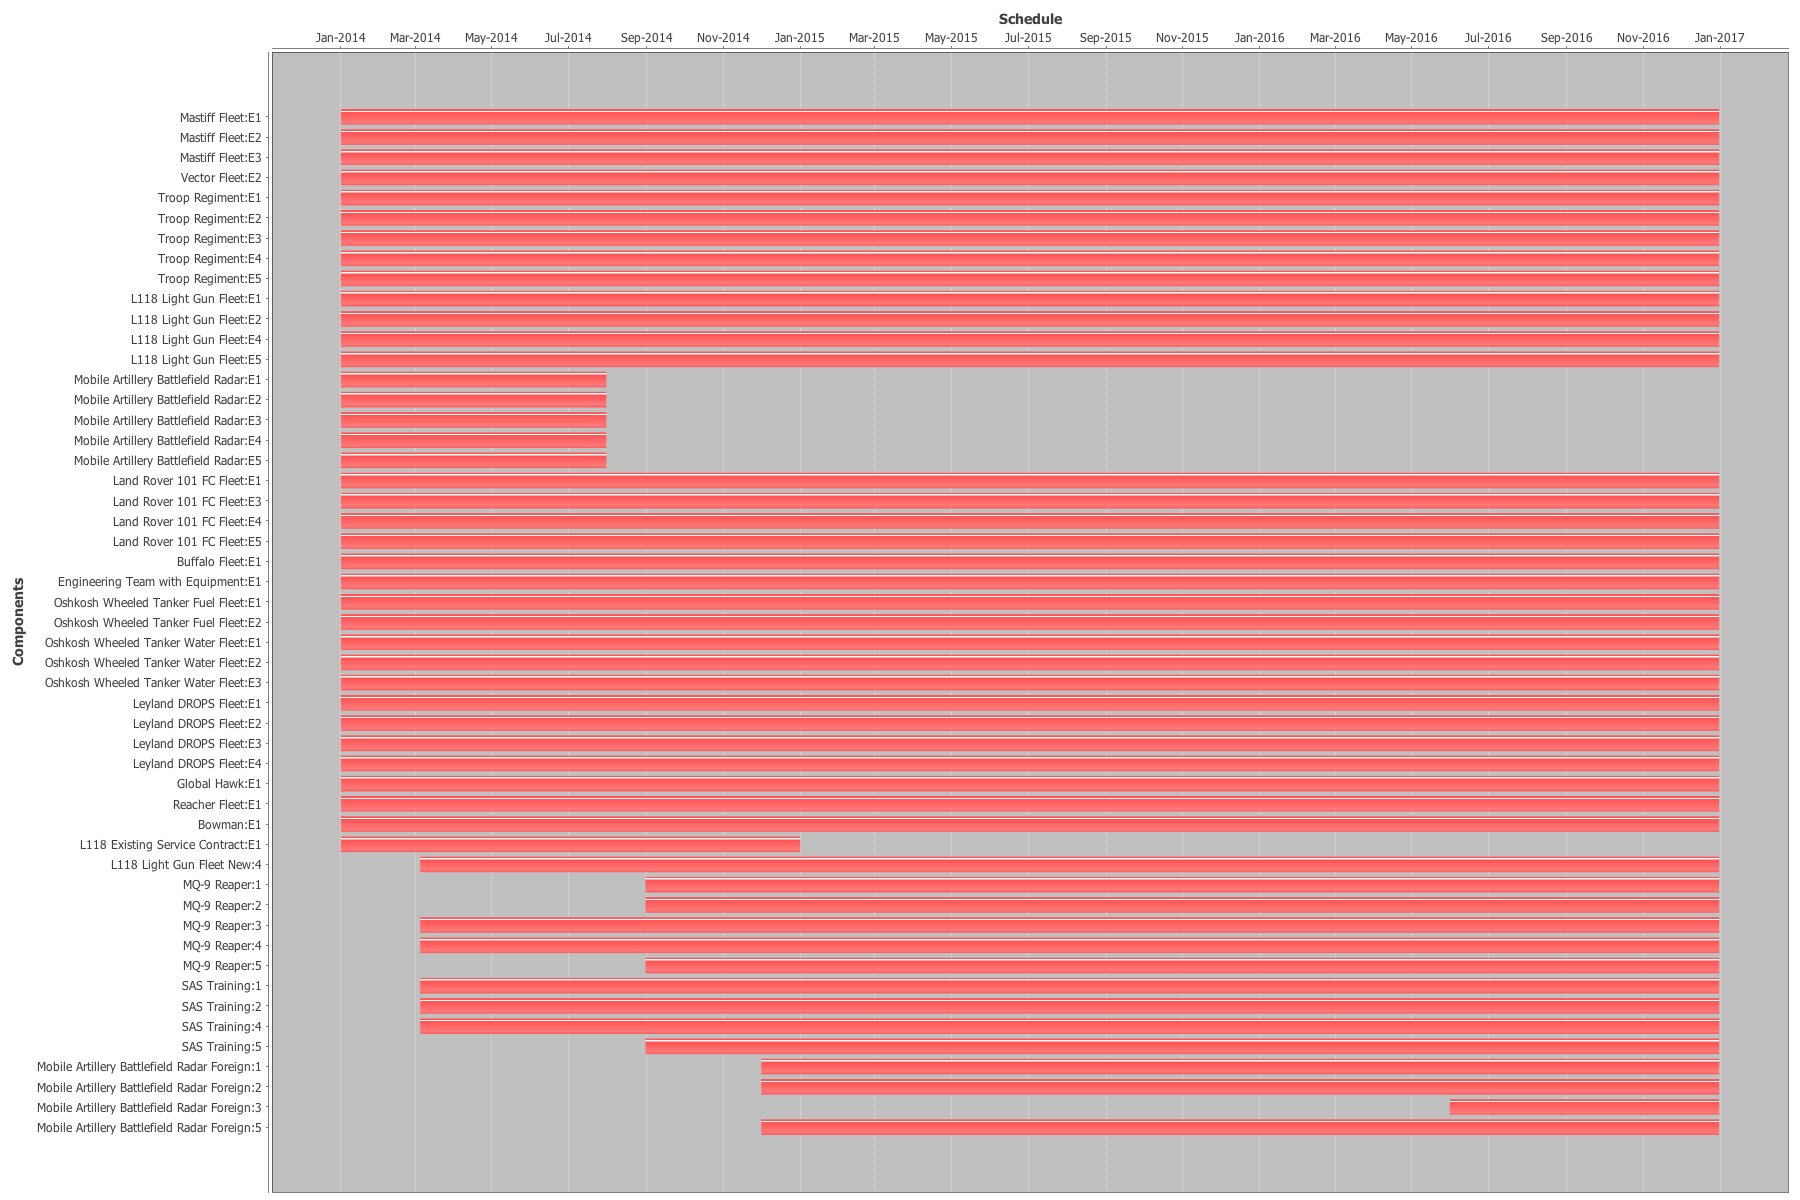 Schedule
Jan-2014 Mar-2014 May-2014 Jul-2014 Sep-2014 Nov-2014 Jan-2015 Mar-2015 May-2015 Jul-2015 Sep-2015 Nov-2015 Jan-2016 Mar-2016 May-2016 Jul-2016 Sep-2016 Nov-2016 Jan-2017
Components
Mastiff Fleet:E1
Mastiff Fleet:E2
Mastiff Fleet:E3
Vector Fleet:E2
Troop Regiment:E1
Troop Regiment:E2
Troop Regiment:E3
Troop Regiment:E4
Troop Regiment:E5
L118 Light Gun Fleet:E1
L118 Light Gun Fleet:E2
L118 Light Gun Fleet:E4
L118 Light Gun Fleet:E5
Mobile Artillery Battlefield Radar:E1
Mobile Artillery Battlefield Radar:E2
Mobile Artillery Battlefield Radar:E3
Mobile Artillery Battlefield Radar:E4
Mobile Artillery Battlefield Radar:E5
Land Rover 101 FC Fleet:E1
Land Rover 101 FC Fleet:E3
Land Rover 101 FC Fleet:E4
Land Rover 101 FC Fleet:E5
Buffalo Fleet:E1
Engineering Team with Equipment:E1
Oshkosh Wheeled Tanker Fuel Fleet:E1
Oshkosh Wheeled Tanker Fuel Fleet:E2
Oshkosh Wheeled Tanker Water Fleet:E1
Oshkosh Wheeled Tanker Water Fleet:E2
Oshkosh Wheeled Tanker Water Fleet:E3
Leyland DROPS Fleet:E1
Leyland DROPS Fleet:E2
Leyland DROPS Fleet:E3
Leyland DROPS Fleet:E4
Global Hawk:E1
Reacher Fleet:E1
Bowman:E1
L118 Existing Service Contract:E1
L118 Light Gun Fleet New:4
MQ-9 Reaper:1
MQ-9 Reaper:2
MQ-9 Reaper:3
MQ-9 Reaper:4
MQ-9 Reaper:5
SAS Training:1
SAS Training:2
SAS Training:4
SAS Training:5
Mobile Artillery Battlefield Radar Foreign:1
Mobile Artillery Battlefield Radar Foreign:2
Mobile Artillery Battlefield Radar Foreign:3
Mobile Artillery Battlefield Radar Foreign:5